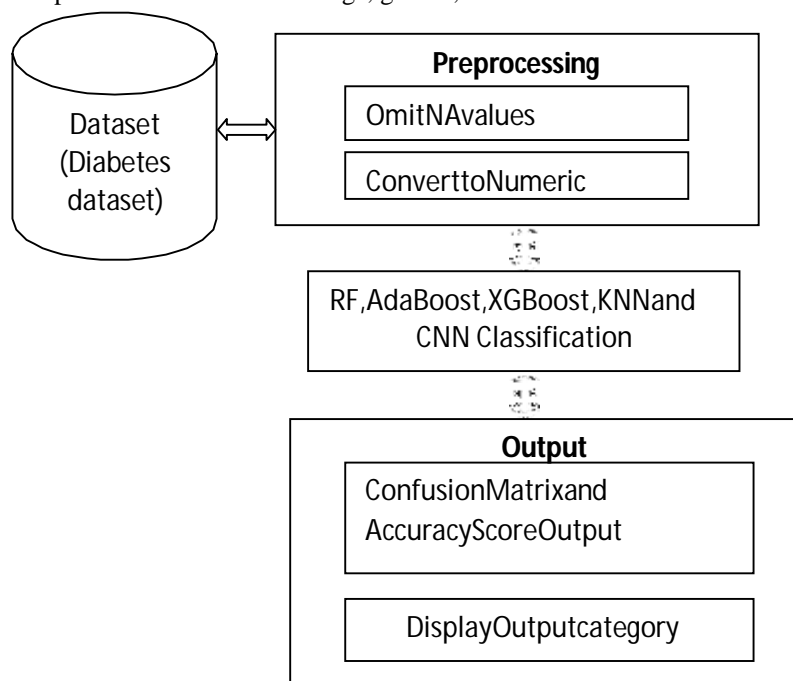 Preprocessing
OmitNAvalues
ConverttoNumeric
Dataset
(Diabetes
dataset)
RF,AdaBoost,XGBoost,KNNand
CNN Classification
Output
ConfusionMatrixand
AccuracyScoreOutput
DisplayOutputcategory